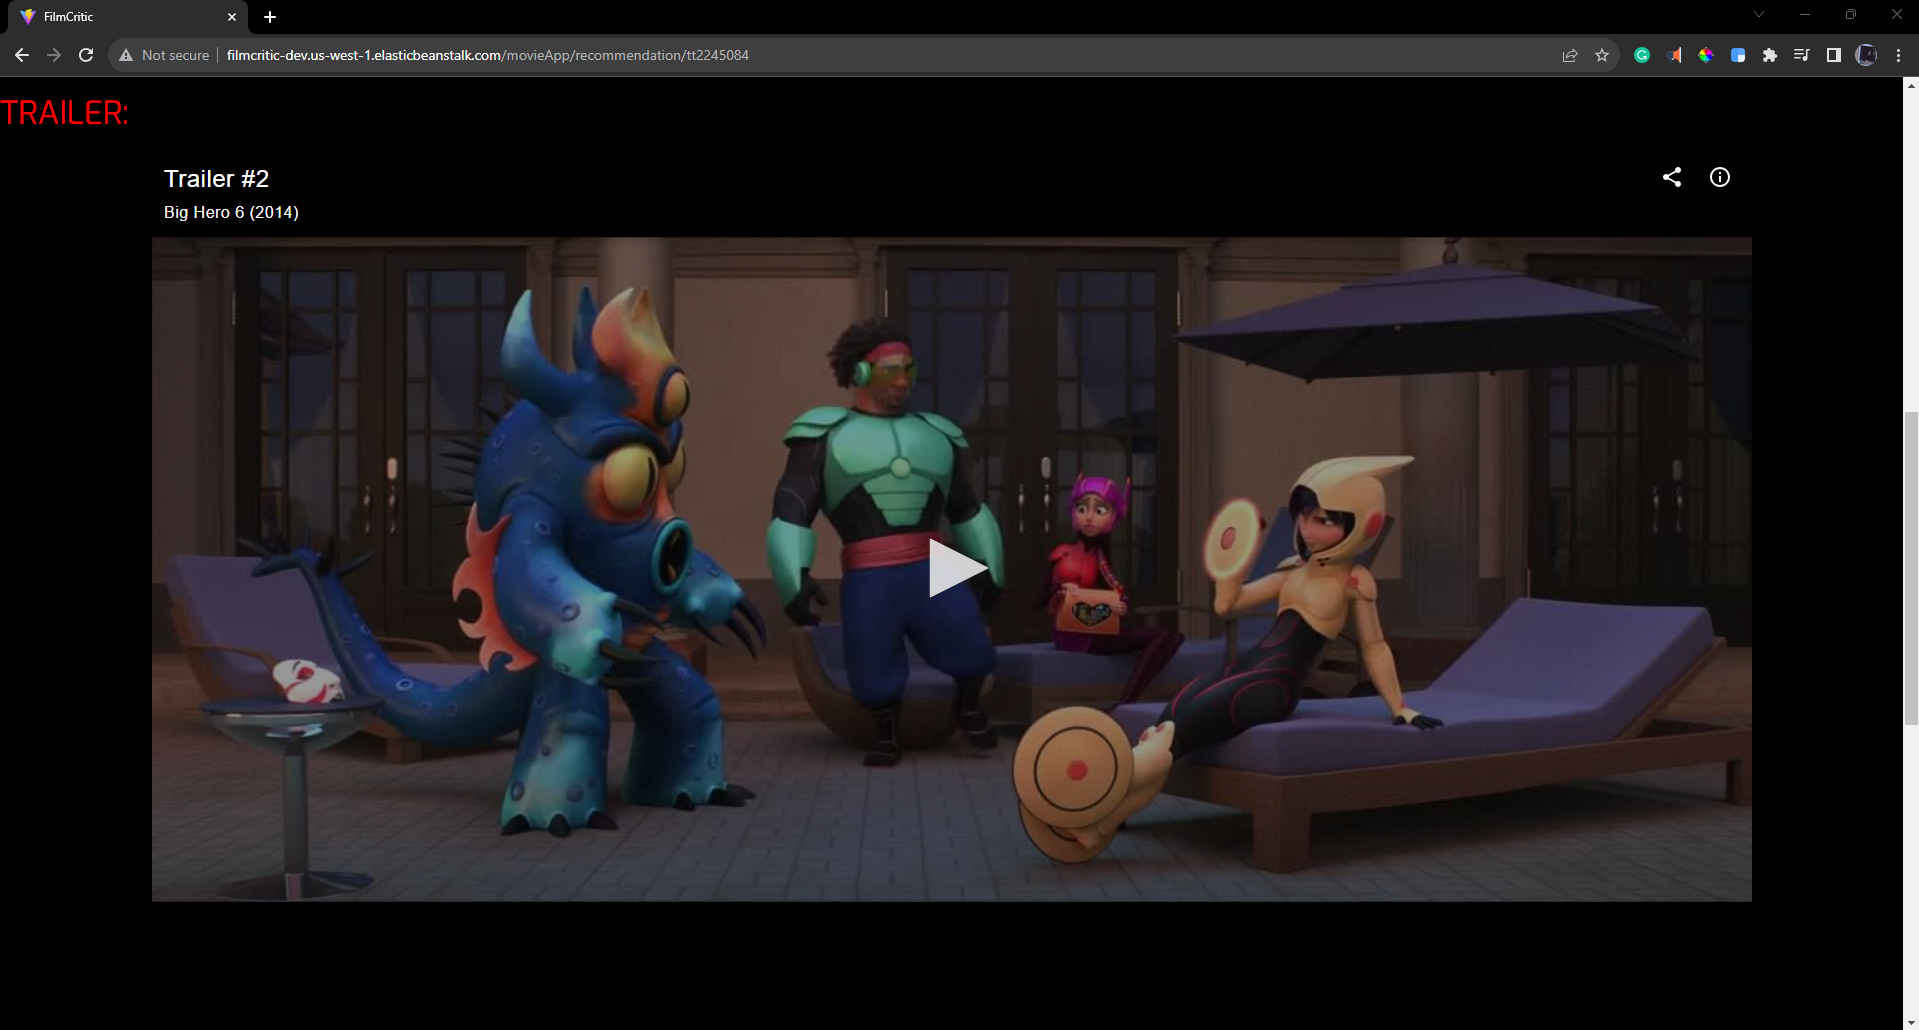 FilmCritic
Not secure
filmcritic-dev.us-west-1.elasticbeanstalk.com/movieApp/recommendation/tt2245084
TRAILER:
Trailer #2
Big Hero 6 (2014)